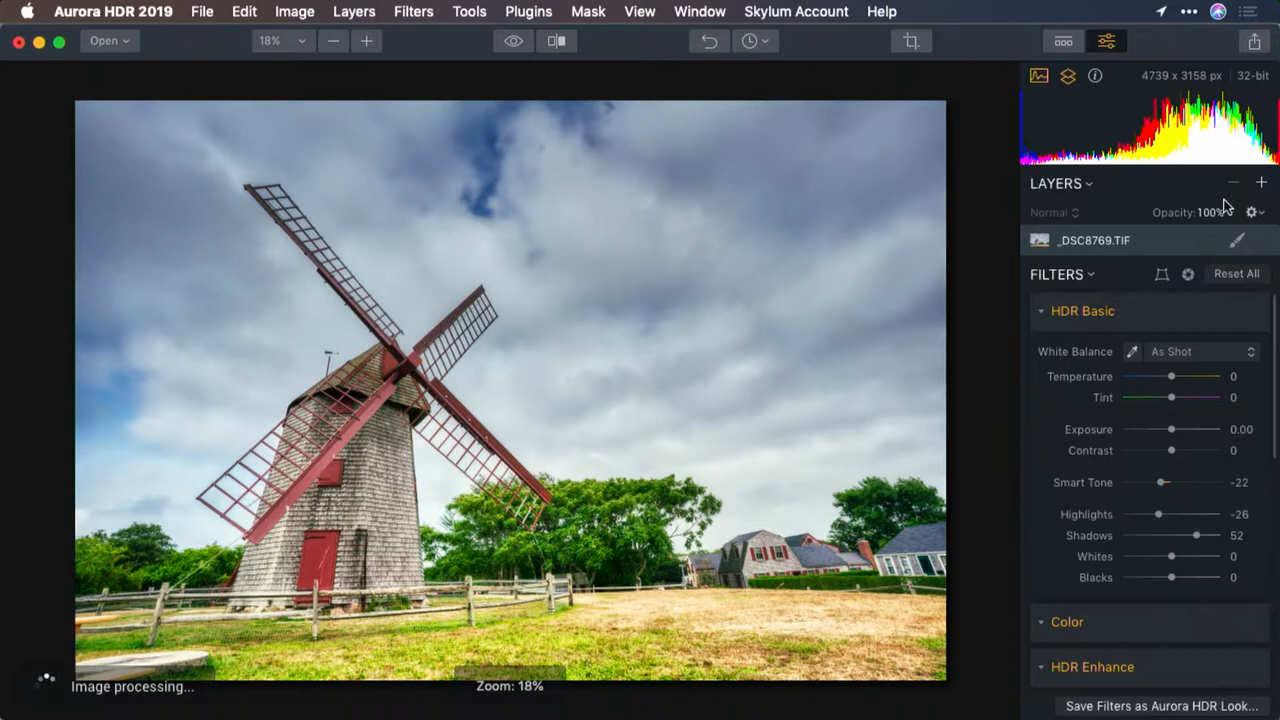 Aurora HDR 2019 File Edit Image Layers Filters Tools Plugins Mask View Window Skylum Account Help
Open 18%
4739 x 3158 px 32-bit
LAYERS
Normal Opacity: 100%
_DSC8769.TIF
FILTERS Reset All
HDR Basic
White Balance As Shot
Temperature 0
Tint 0
Exposure 0.00
Contrast 0
Smart Tone -22
Highlights -26
Shadows 52
Whites 0
Blacks 0
Color
HDR Enhance
Image processing... Zoom: 18%
Save Filters as Aurora HDR Look...